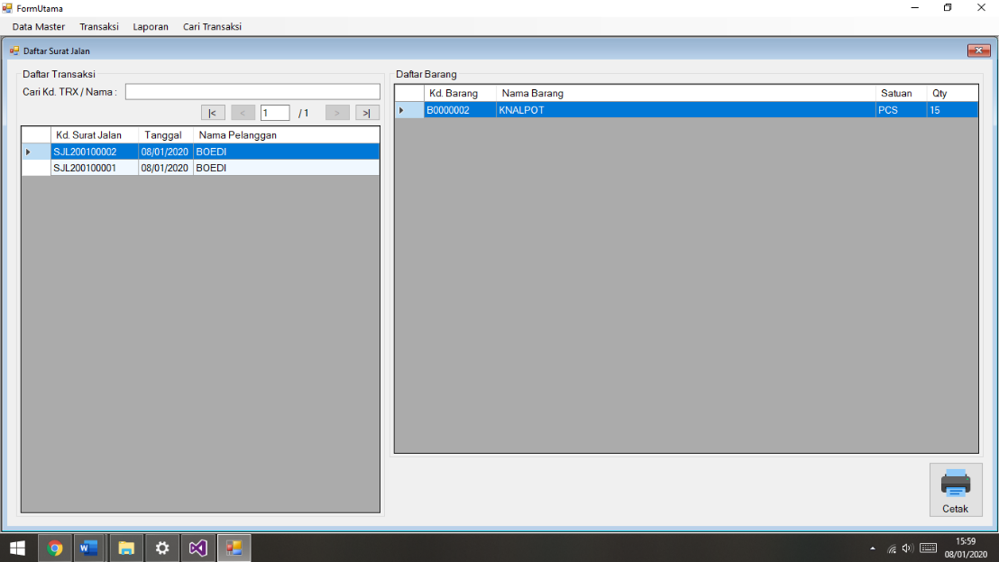 FormUtama
Data Master Transaksi Laporan Cari Transaksi
Daftar Surat Jalan
Daftar Transaksi
Cari Kd. TRX / Nama :
|< < 1 / 1 > >|
Kd. Surat Jalan Tanggal Nama Pelanggan
SJL200100002 08/01/2020 BOEDI
SJL200100001 08/01/2020 BOEDI
Daftar Barang
Kd. Barang Nama Barang Satuan Qty
B0000002 KNALPOT PCS 15
Cetak
15:59
08/01/2020